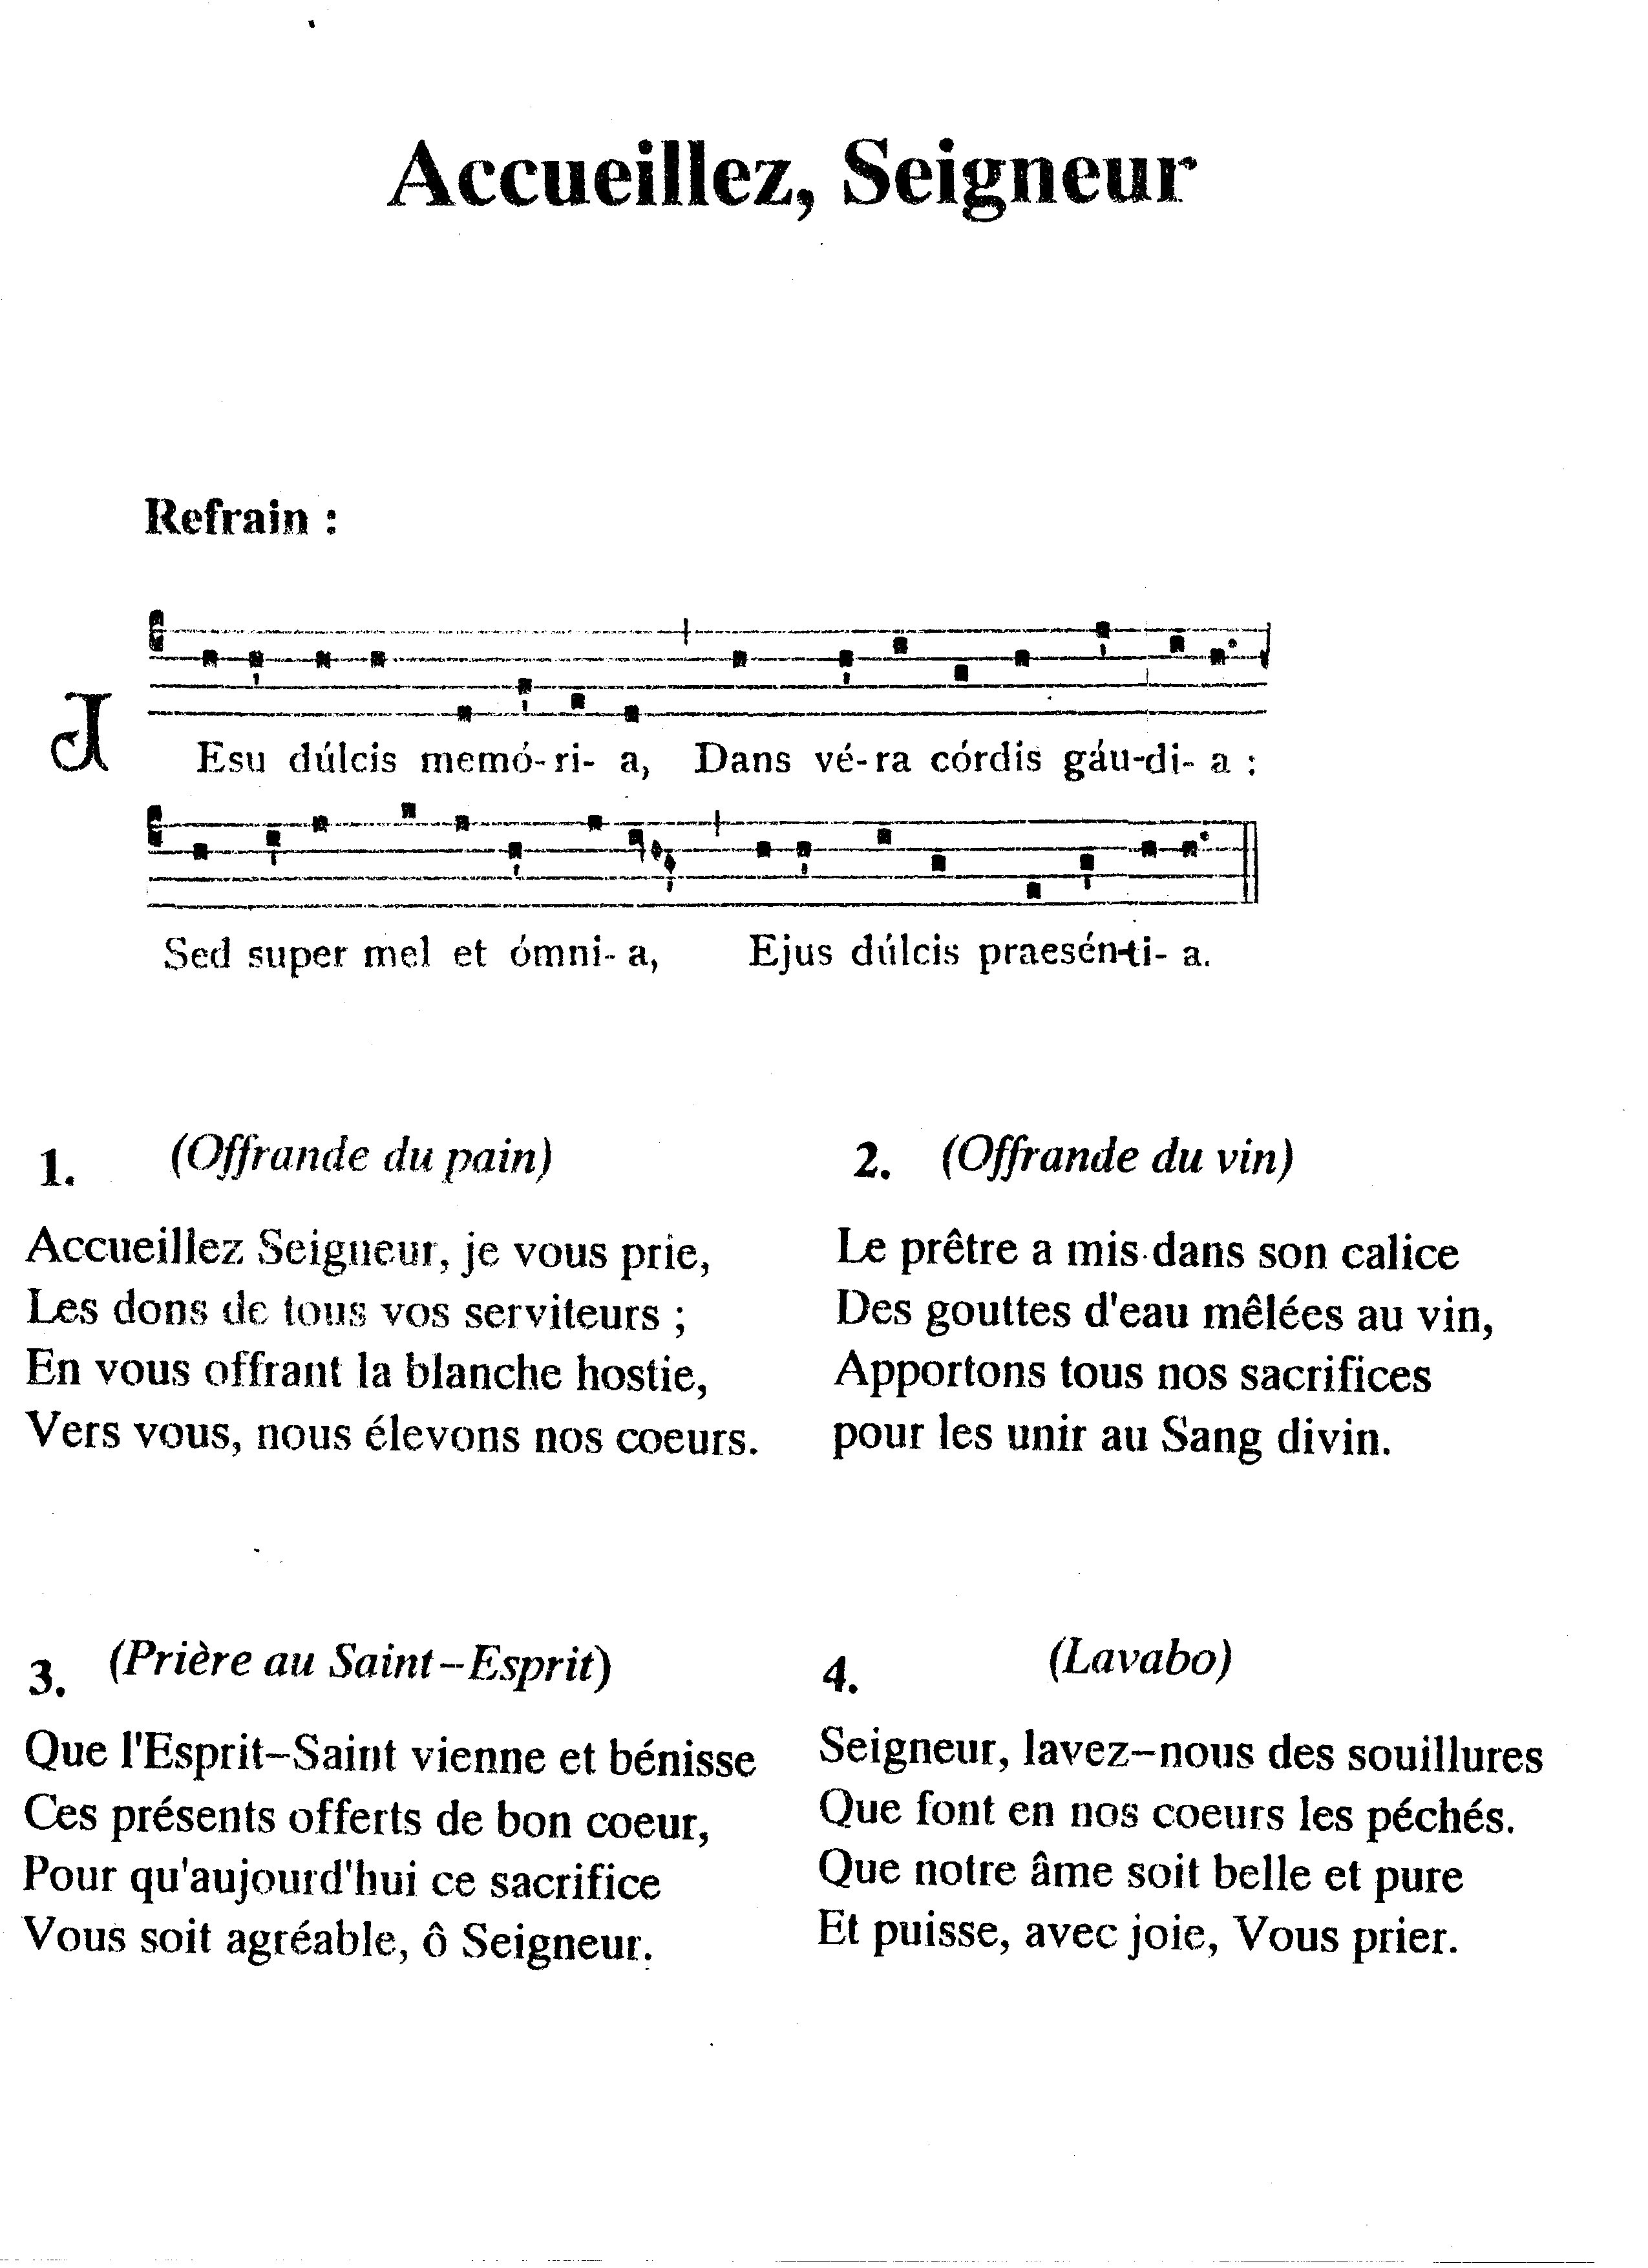 Accueillez, Seigneur
Refrain :
JEsu dúlcis memó-ri- a, Dans vé-ra córdis gáu-di- a :
Sed super mel et ómni- a, Ejus dúlcis praesén-ti- a.
1. (Offrande du pain)
Accueillez Seigneur, je vous prie,
Les dons de tous vos serviteurs ;
En vous offrant la blanche hostie,
Vers vous, nous élevons nos coeurs.
2. (Offrande du vin)
Le prêtre a mis dans son calice
Des gouttes d'eau mêlées au vin,
Apportons tous nos sacrifices
pour les unir au Sang divin.
3. (Prière au Saint-Esprit)
Que l'Esprit-Saint vienne et bénisse
Ces présents offerts de bon coeur,
Pour qu'aujourd'hui ce sacrifice
Vous soit agréable, ô Seigneur.
4. (Lavabo)
Seigneur, lavez-nous des souillures
Que font en nos coeurs les péchés.
Que notre âme soit belle et pure
Et puisse, avec joie, Vous prier.